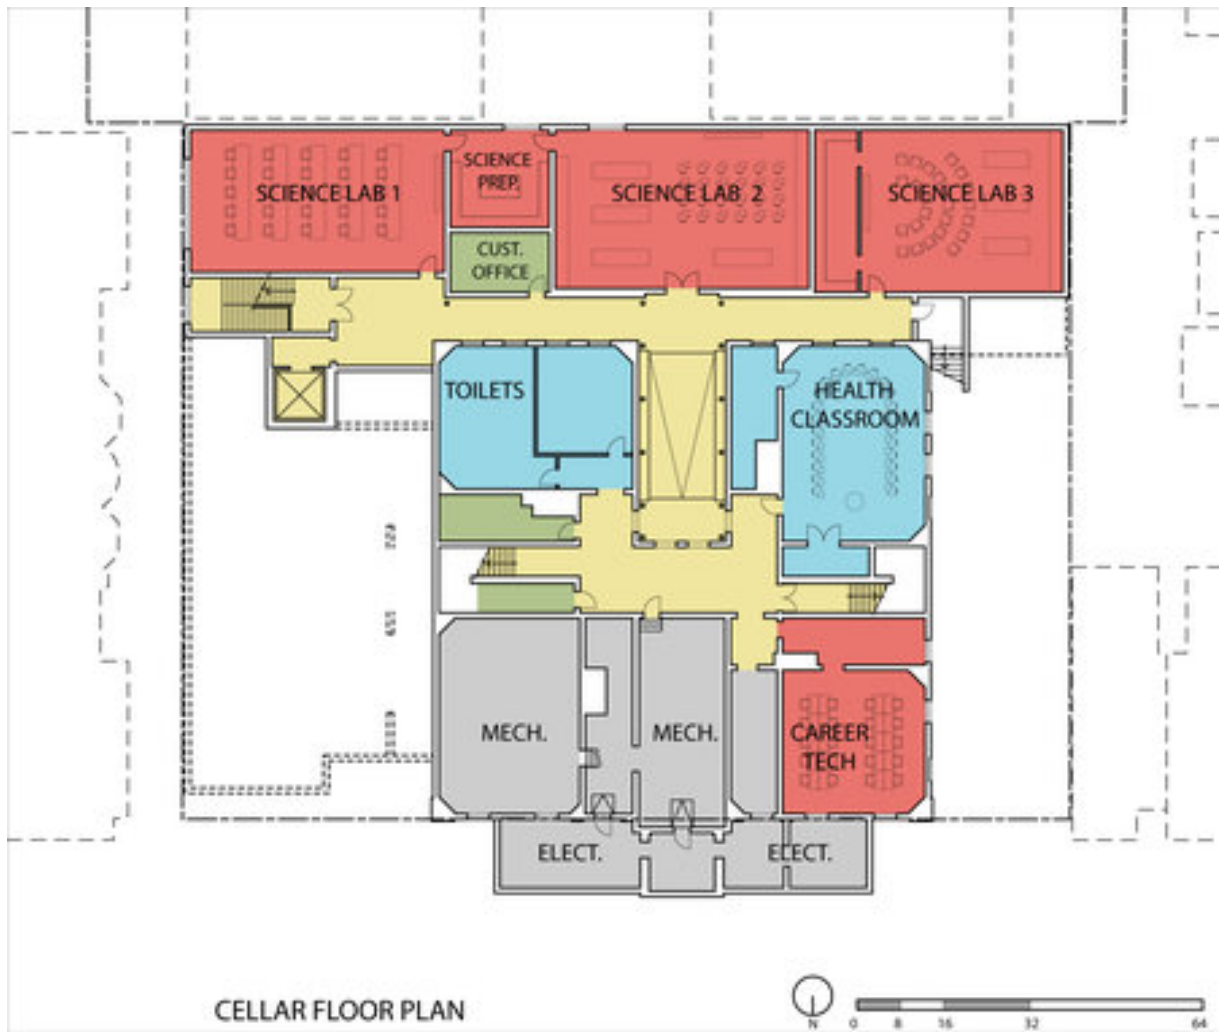 SCIENCE LAB 1
SCIENCE
PREP.
SCIENCE LAB 2
SCIENCE LAB 3
CUST.
OFFICE
TOILETS
HEALTH
CLASSROOM
MECH.
MECH.
CAREER
TECH
ELECT.
ELECT.
CELLAR FLOOR PLAN
N
0 8 16 32 64